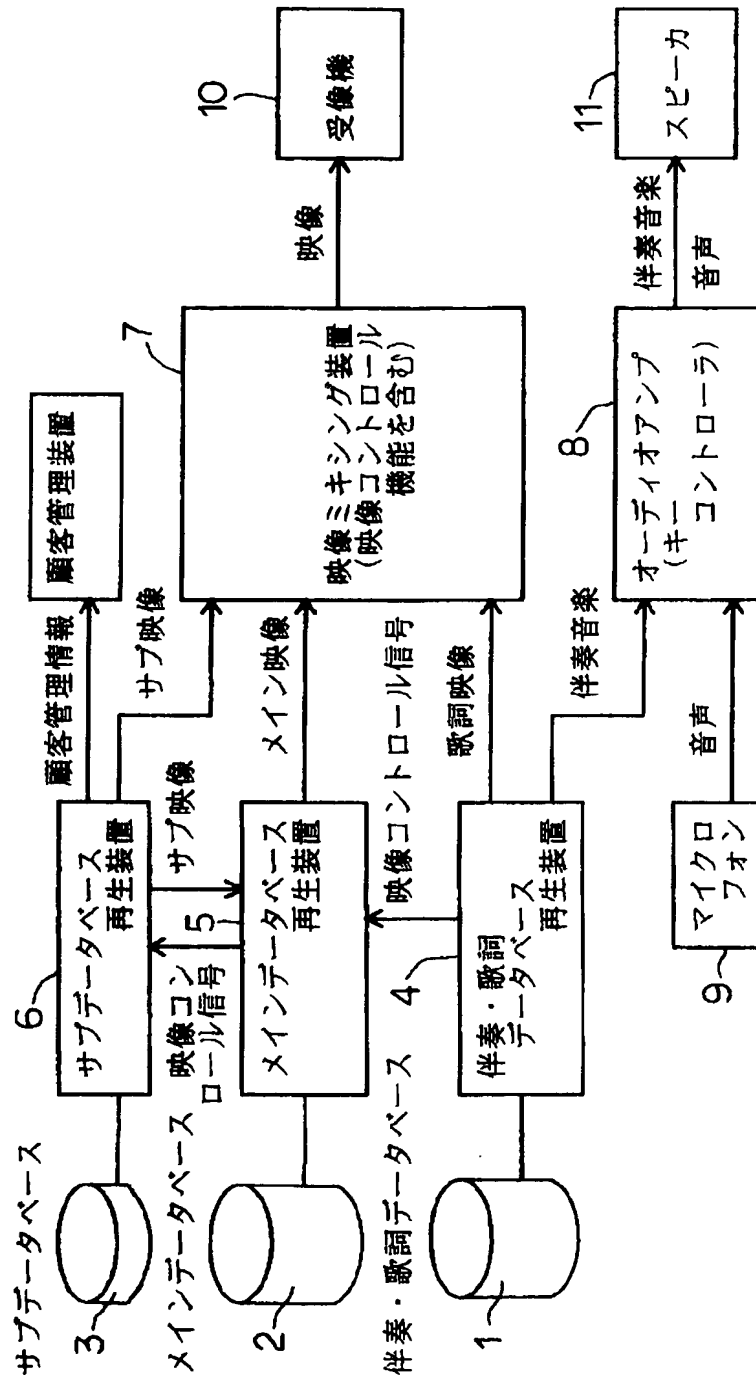 サブデータベース
3
6
サブデータベース
再生装置
顧客管理情報
顧客管理装置
サブ映像
映像コン
ロール信号
サブ映像
メインデータベース
2
5
メインデータベース
再生装置
メイン映像
7
映像ミキシング装置
(映像コントロール
機能を含む)
映像
10
受像機
映像コントロール信号
伴奏・歌詞データベース
1
4
伴奏・歌詞
データベース
再生装置
歌詞映像
伴奏音楽
9
マイクロ
フォン
音声
8
オーディオアンプ
(キー
コントローラ)
伴奏音楽
音声
11
スピーカ